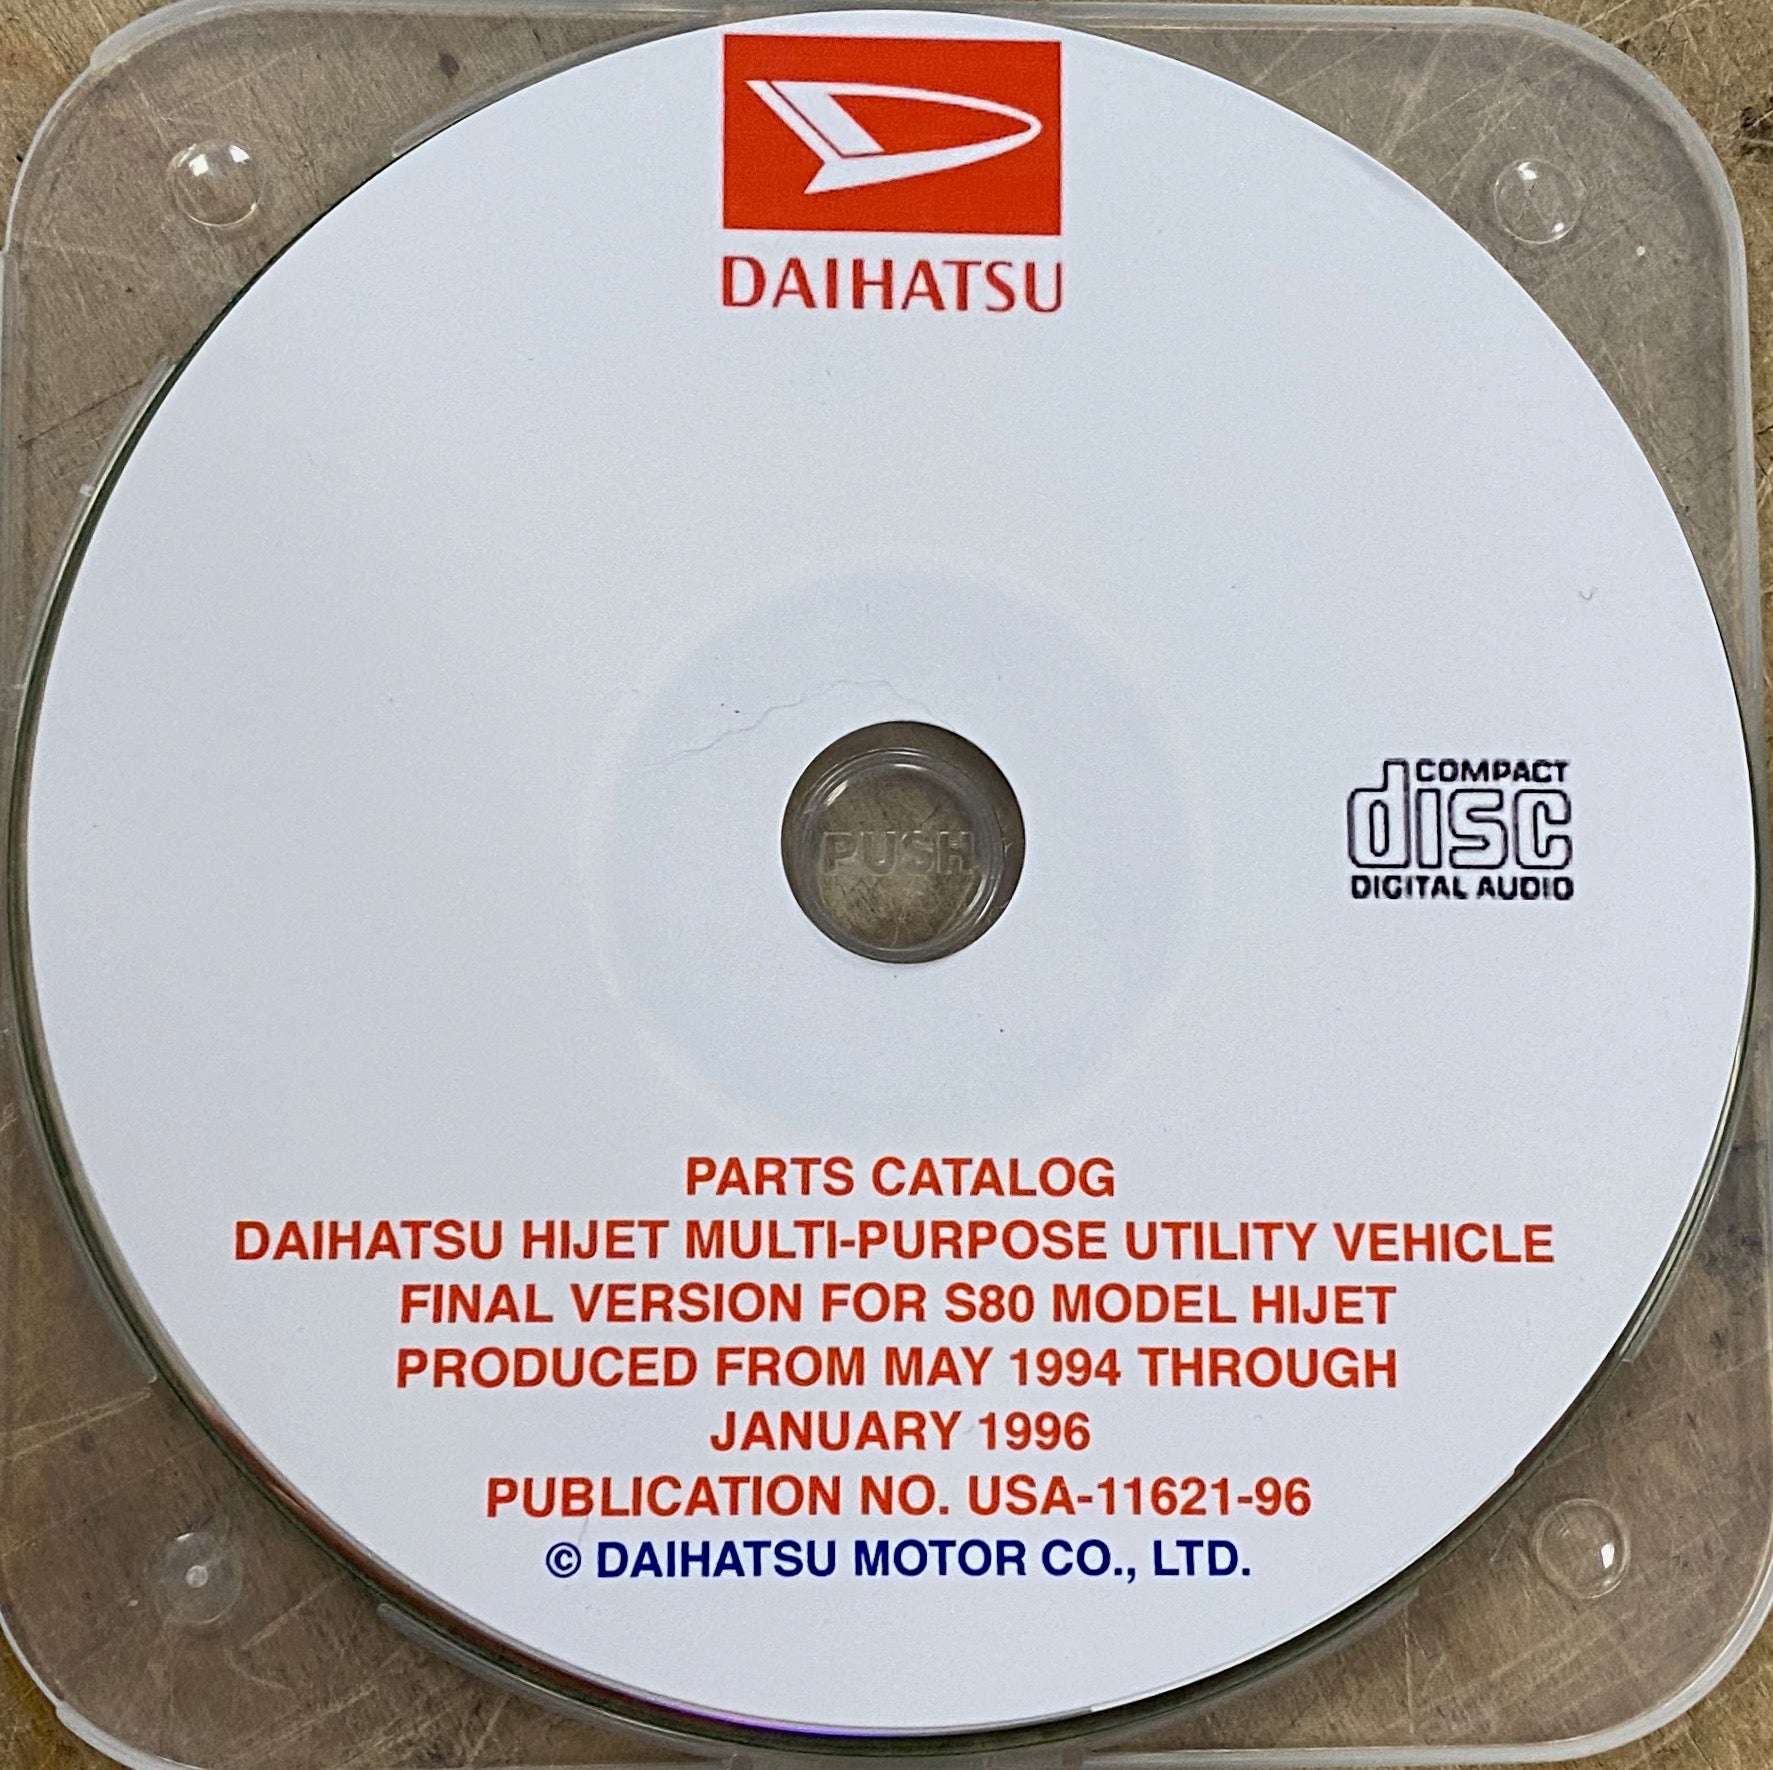 DAIHATSU
PUSH
COMPACT
disc
DIGITAL AUDIO
PARTS CATALOG
DAIHATSU HIJET MULTI-PURPOSE UTILITY VEHICLE
FINAL VERSION FOR S80 MODEL HIJET
PRODUCED FROM MAY 1994 THROUGH
JANUARY 1996
PUBLICATION NO. USA-11621-96
© DAIHATSU MOTOR CO., LTD.